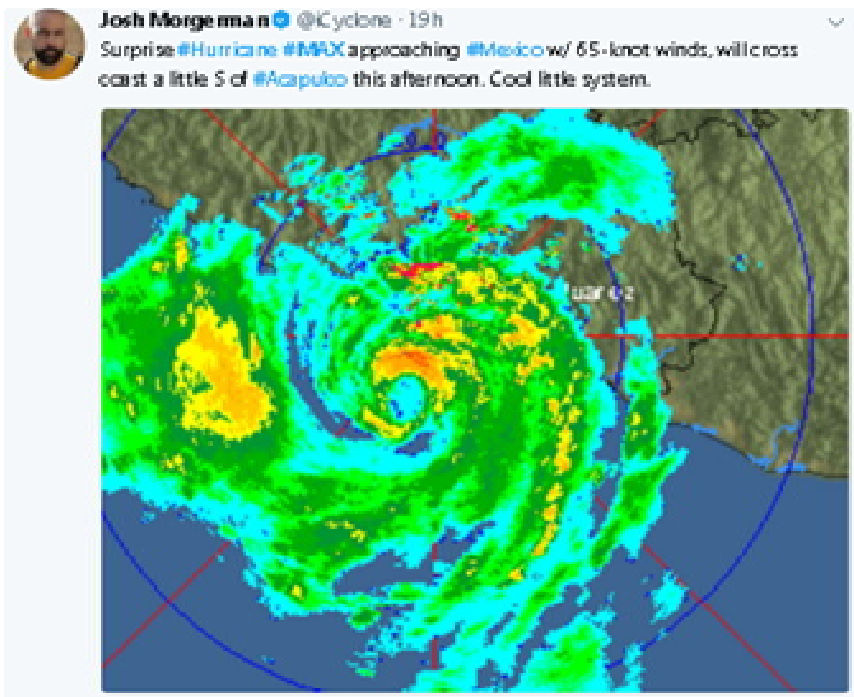 Josh Morgerman @iCyclone · 19h
Surprise #Hurricane #MAX approaching #Mexico w/ 65-knot winds, will cross
coast a little S of #Acapulco this afternoon. Cool little system.